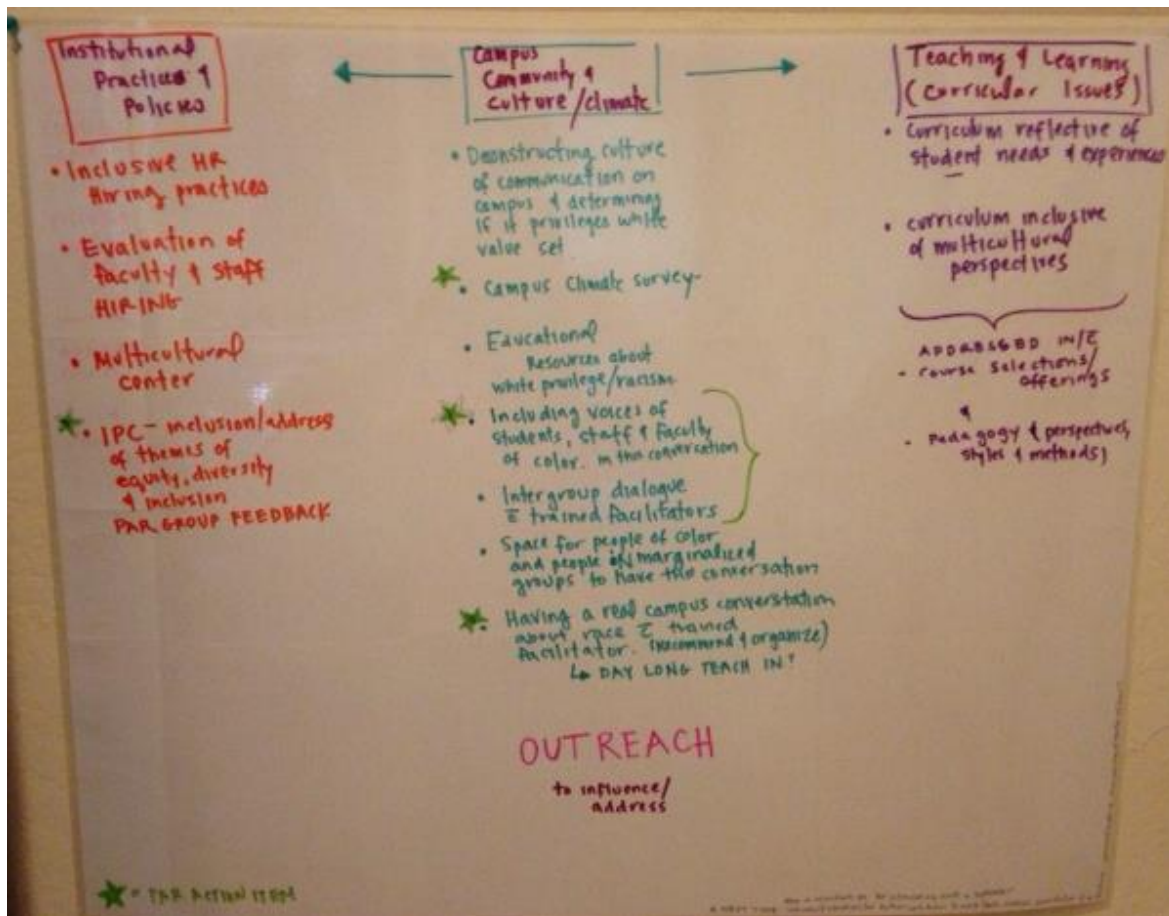 Institutional
Practices &
Policies
• Inclusive HR
Hiring practices
• Evaluation of
faculty & staff
HIRING
• Multicultural
center
• IPC - inclusion/address
of themes of
equity, diversity
& inclusion
PAR GROUP FEEDBACK
Campus
Community &
culture/climate
• Deonstructing culture
of communication on
campus & determining
if it privileges white
value set
• Campus Climate survey-
• Educational
Resources about
white privilege/racism
• Including voices of
students, staff & Faculty
of color. in this conversation
• Intergroup dialogue
c̄ trained facilitators
• Space for people of color
and people marginalized
groups to have this conversation
• Having a real campus converstation
about race c̄ trained
facilitator. (Recommend & organize)
↳ DAY LONG TEACH IN?
Teaching & Learning
(Curricular Issues)
• Curriculum reflective of
student needs & experiences
• curriculum inclusive
of multicultural
perspectives
ADDRESSED IN/c̄
• course selections/
offerings
&
• Pedagogy & perspectives,
styles & methods)
OUTREACH
to influence/
address
★ = PAR ACTION ITEM